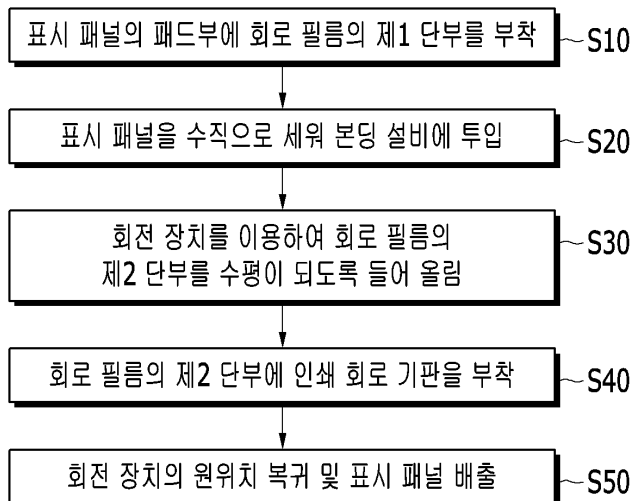 표시 패널의 패드부에 회로 필름의 제1 단부를 부착
S10
표시 패널을 수직으로 세워 본딩 설비에 투입
S20
회전 장치를 이용하여 회로 필름의
제2 단부를 수평이 되도록 들어 올림
S30
회로 필름의 제2 단부에 인쇄 회로 기판을 부착
S40
회전 장치의 원위치 복귀 및 표시 패널 배출
S50